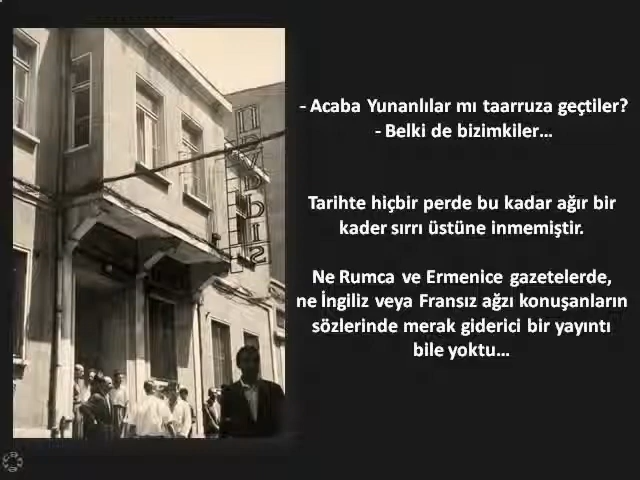 - Acaba Yunanlılar mı taarruza geçtiler?
- Belki de bizimkiler...
Tarihte hiçbir perde bu kadar ağır bir
kader sırrı üstüne inmemiştir.
Ne Rumca ve Ermenice gazetelerde,
ne İngiliz veya Fransız ağzı konuşanların
sözlerinde merak giderici bir yayıntı
bile yoktu...